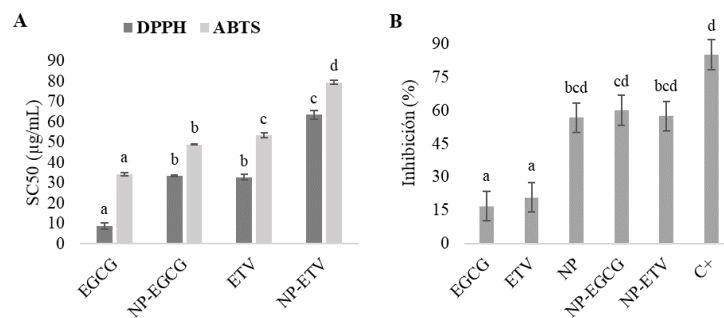 A
DPPH ABTS
SC50 (µg/mL)
90
80
70
60
50
40
30
20
10
0
a
a
b
b
b
c
c
d
EGCG
NP-EGCG
ETV
NP-ETV
B
Inhibición (%)
90
75
60
45
30
15
0
a
a
bcd
cd
bcd
d
EGCG
ETV
NP
NP-EGCG
NP-ETV
C+